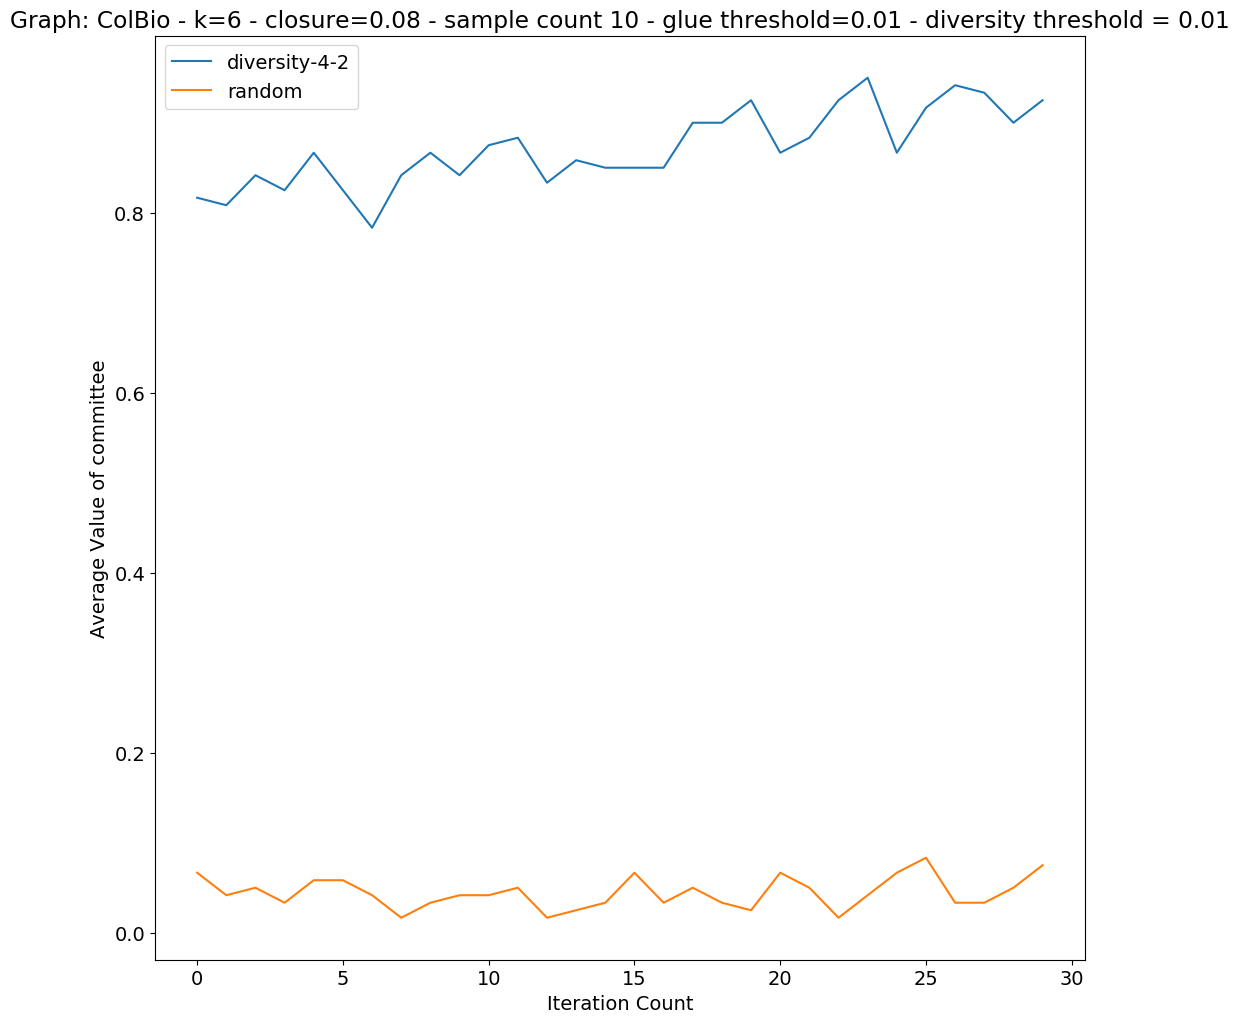 Graph: ColBio - k=6 - closure=0.08 - sample count 10 - glue threshold=0.01 - diversity threshold = 0.01
diversity-4-2
random
Average Value of committee
0.8
0.6
0.4
0.2
0.0
0 5 10 15 20 25 30
Iteration Count